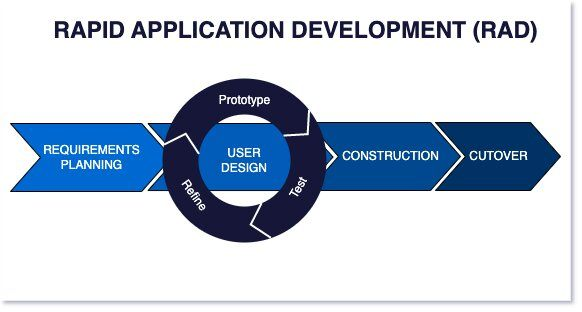 RAPID APPLICATION DEVELOPMENT (RAD)
Prototype
REQUIREMENTS
PLANNING
USER
DESIGN
CONSTRUCTION
CUTOVER
Refine
Test